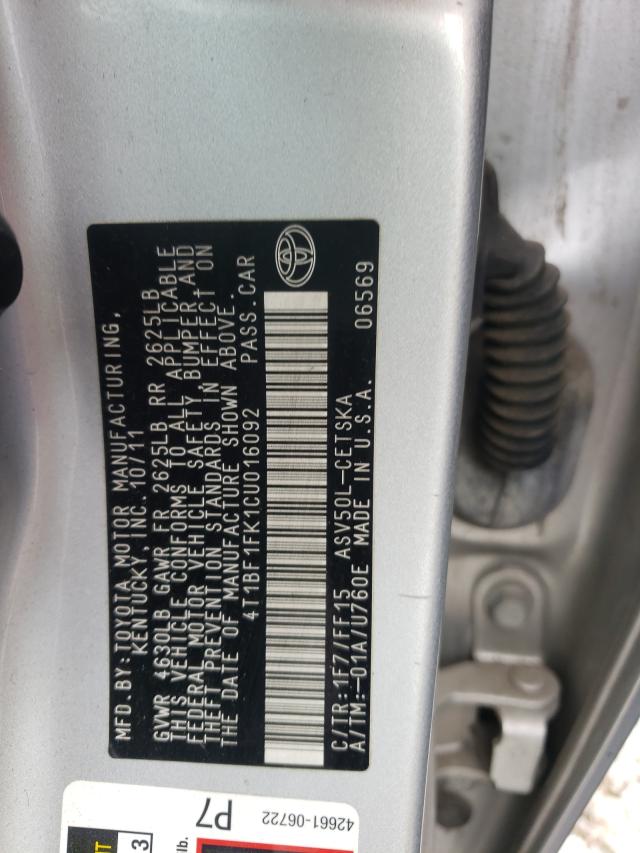 MFD. BY: TOYOTA MOTOR MANUFACTURING,
KENTUCKY, INC. 10/11
GVWR 4630LB GAWR FR 2625LB RR 2625LB
THIS VEHICLE CONFORMS TO ALL APPLICABLE
FEDERAL MOTOR VEHICLE SAFETY BUMPER AND
THEFT PREVENTION STANDARDS IN EFFECT ON
THE DATE OF MANUFACTURE SHOWN ABOVE.
4T1BF1FK1CU016092 PASS. CAR
C/TR: 1F7/FF15 ASV50L-CETSKA
A/TM: -01A/U760E MADE IN U.S.A. 06569
42661-06722
P7
lb.
3